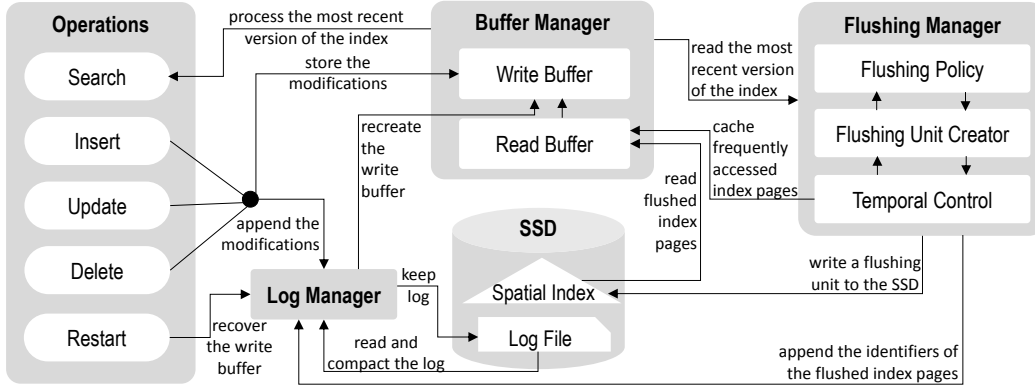 Operations
Search
Insert
Update
Delete
Restart
process the most recent
version of the index
store the
modifications
append the
modifications
recover
the write
buffer
Log Manager
recreate
the
write
buffer
keep
log
read and
compact the log
Buffer Manager
Write Buffer
Read Buffer
SSD
Spatial Index
Log File
read
flushed
index
pages
read the most
recent version
of the index
cache
frequently
accessed
index pages
Flushing Manager
Flushing Policy
Flushing Unit Creator
Temporal Control
write a flushing
unit to the SSD
append the identifiers of
the flushed index pages